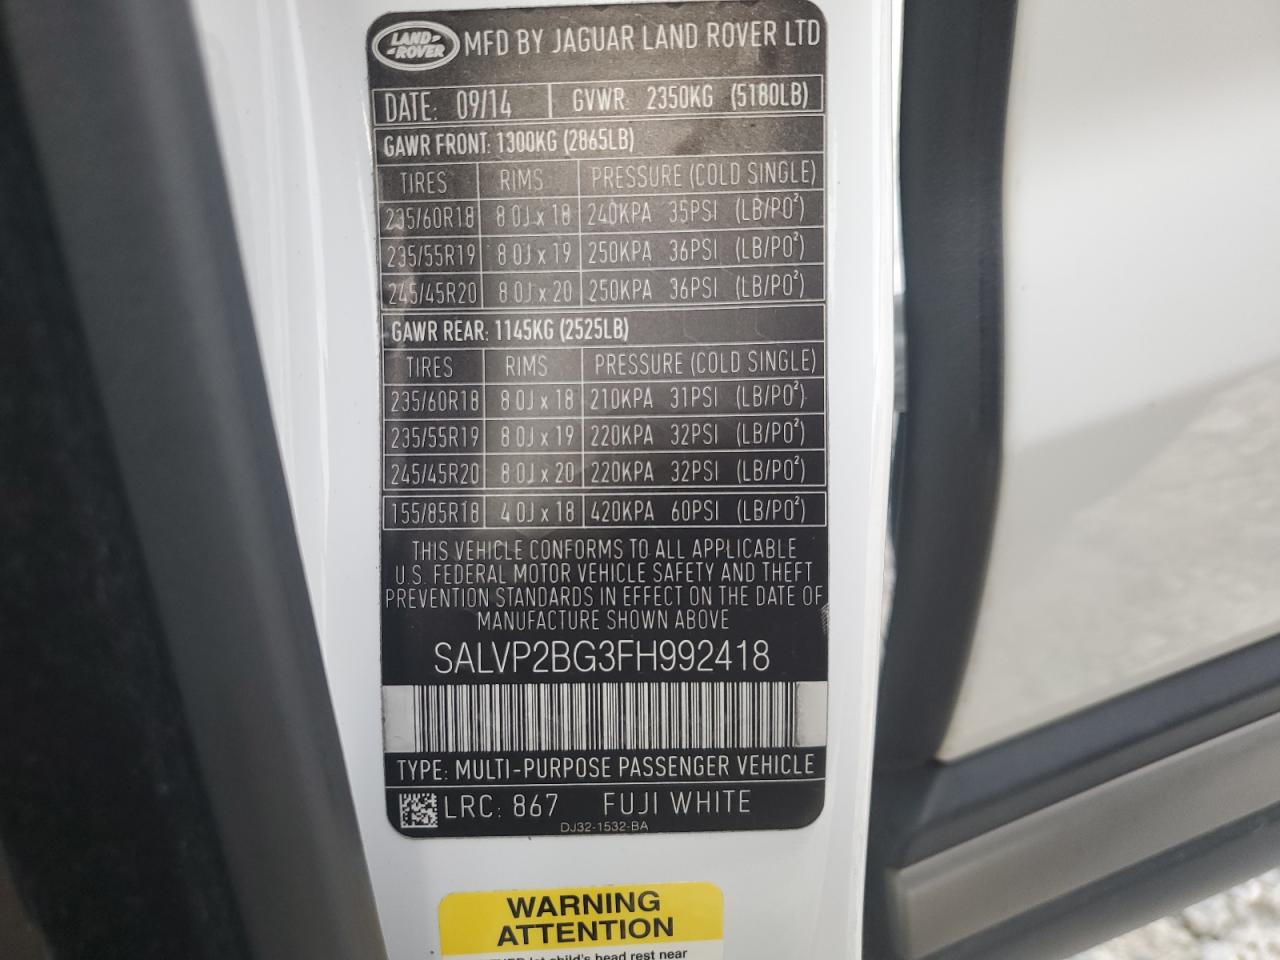 LAND-
-ROVER
MFD BY JAGUAR LAND ROVER LTD
DATE: 09/14 GVWR: 2350KG (5180LB)
GAWR FRONT: 1300KG (2865LB)
TIRES RIMS PRESSURE (COLD SINGLE)
235/60R18 8.0J x 18 240KPA 35PSI (LB/PO²)
235/55R19 8.0J x 19 250KPA 36PSI (LB/PO²)
245/45R20 8.0J x 20 250KPA 36PSI (LB/PO²)
GAWR REAR: 1145KG (2525LB)
TIRES RIMS PRESSURE (COLD SINGLE)
235/60R18 8.0J x 18 210KPA 31PSI (LB/PO²)
235/55R19 8.0J x 19 220KPA 32PSI (LB/PO²)
245/45R20 8.0J x 20 220KPA 32PSI (LB/PO²)
155/85R18 4.0J x 18 420KPA 60PSI (LB/PO²)
THIS VEHICLE CONFORMS TO ALL APPLICABLE
U.S. FEDERAL MOTOR VEHICLE SAFETY AND THEFT
PREVENTION STANDARDS IN EFFECT ON THE DATE OF
MANUFACTURE SHOWN ABOVE
SALVP2BG3FH992418
TYPE: MULTI-PURPOSE PASSENGER VEHICLE
LRC: 867 FUJI WHITE
DJ32-1532-BA
WARNING
ATTENTION
let child's head rest near